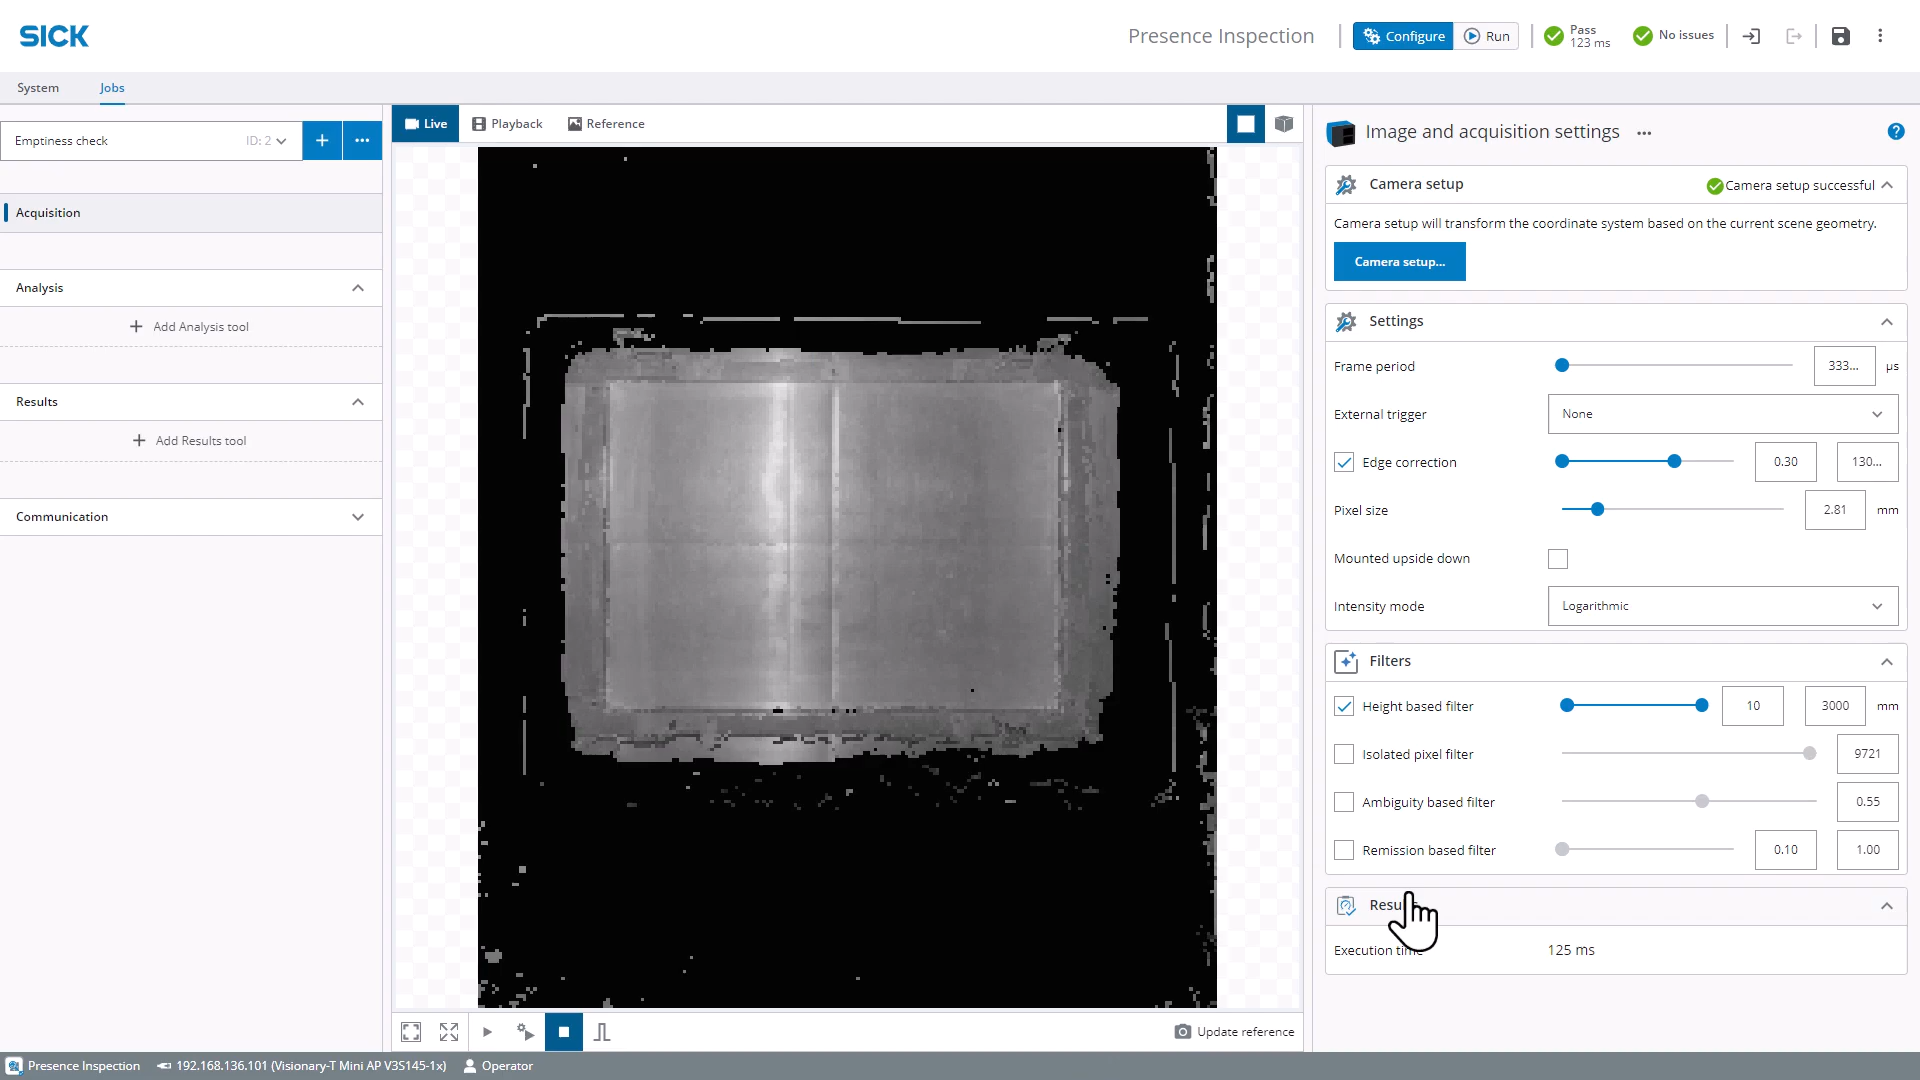 SICK
Presence Inspection
Configure
Run
Pass
123 ms
No issues
System
Jobs
Emptiness check
ID: 2
Acquisition
Analysis
Add Analysis tool
Results
Add Results tool
Communication
Live
Playback
Reference
Update reference
Image and acquisition settings
Camera setup
Camera setup successful
Camera setup will transform the coordinate system based on the current scene geometry.
Camera setup...
Settings
Frame period
333...
µs
External trigger
None
Edge correction
0.30
130...
Pixel size
2.81
mm
Mounted upside down
Intensity mode
Logarithmic
Filters
Height based filter
10
3000
mm
Isolated pixel filter
9721
Ambiguity based filter
0.55
Remission based filter
0.10
1.00
Results
Execution time
125 ms
Presence Inspection
192.168.136.101 (Visionary-T Mini AP V3S145-1x)
Operator